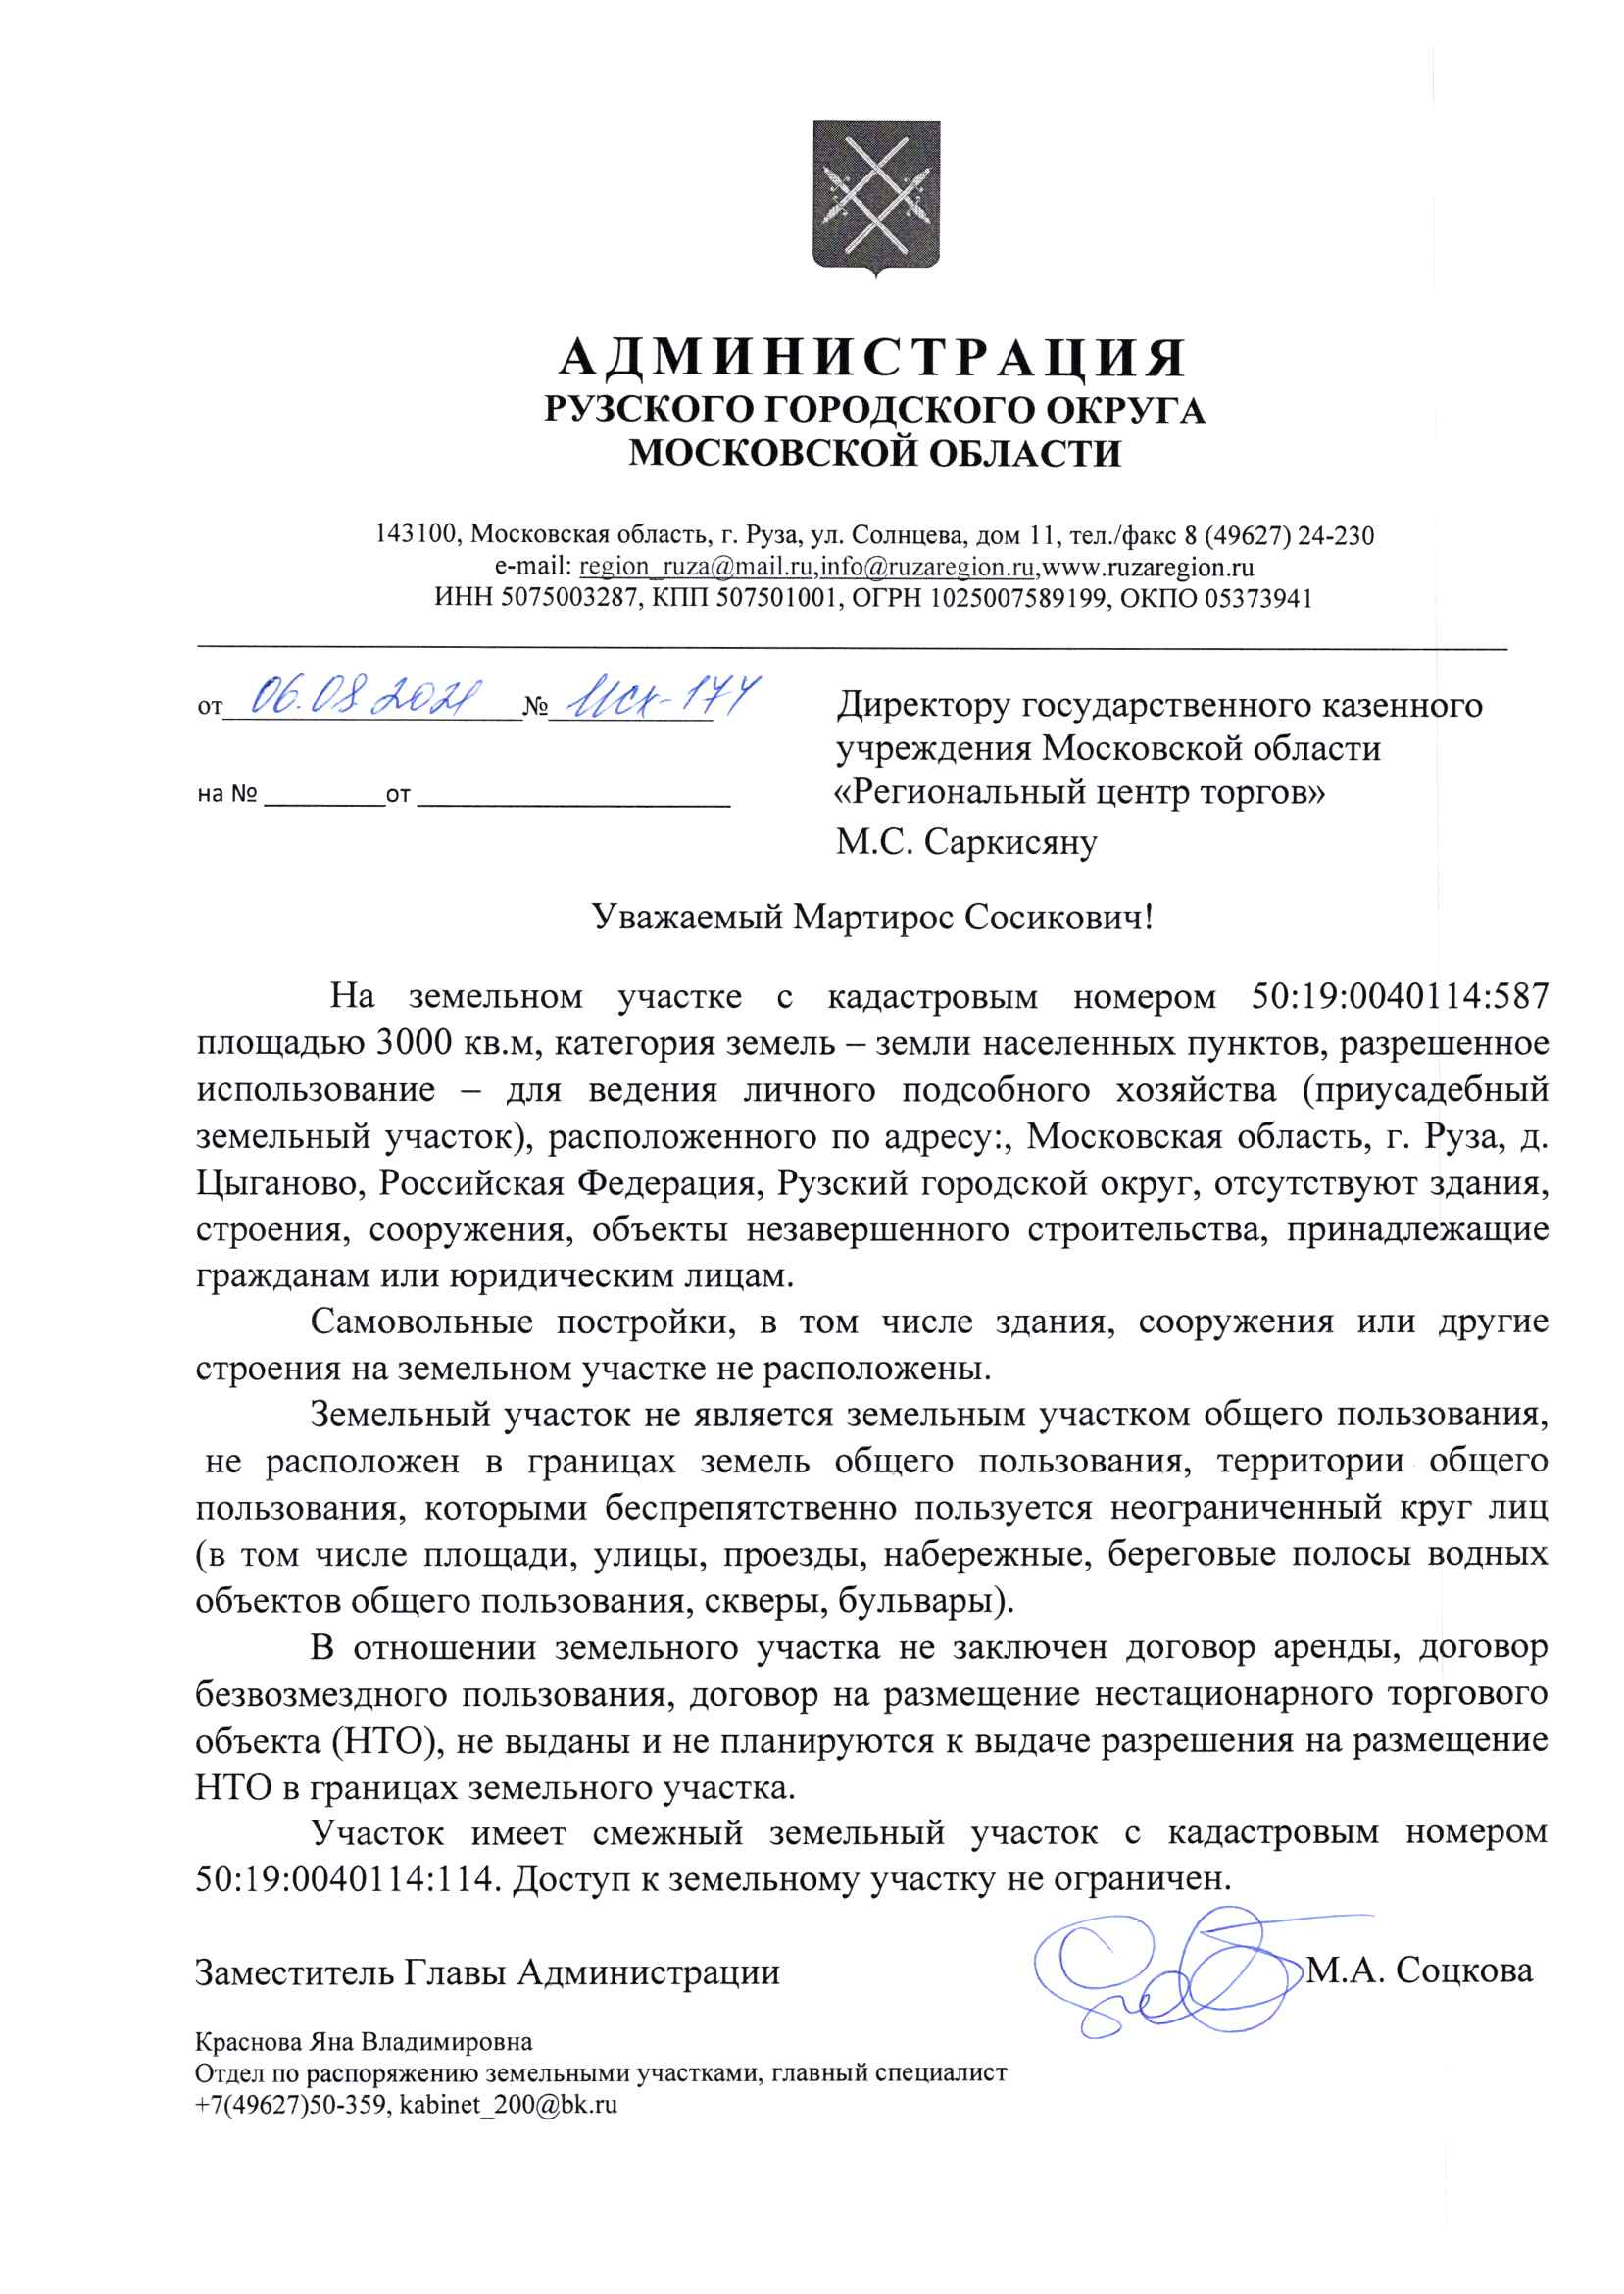 АДМИНИСТРАЦИЯ
РУЗСКОГО ГОРОДСКОГО ОКРУГА
МОСКОВСКОЙ ОБЛАСТИ
143100, Московская область, г. Руза, ул. Солнцева, дом 11, тел./факс 8 (49627) 24-230
e-mail: region_ruza@mail.ru,info@ruzaregion.ru,www.ruzaregion.ru
ИНН 5075003287, КПП 507501001, ОГРН 1025007589199, ОКПО 05373941
от 06.08 2021 № Исх-174
на № __________от __________
Директору государственного казенного
учреждения Московской области
«Региональный центр торгов»
М.С. Саркисяну
Уважаемый Мартирос Сосикович!
На земельном участке с кадастровым номером 50:19:0040114:587
площадью 3000 кв.м, категория земель – земли населенных пунктов, разрешенное
использование – для ведения личного подсобного хозяйства (приусадебный
земельный участок), расположенного по адресу:, Московская область, г. Руза, д.
Цыганово, Российская Федерация, Рузский городской округ, отсутствуют здания,
строения, сооружения, объекты незавершенного строительства, принадлежащие
гражданам или юридическим лицам.
Самовольные постройки, в том числе здания, сооружения или другие
строения на земельном участке не расположены.
Земельный участок не является земельным участком общего пользования,
не расположен в границах земель общего пользования, территории общего
пользования, которыми беспрепятственно пользуется неограниченный круг лиц
(в том числе площади, улицы, проезды, набережные, береговые полосы водных
объектов общего пользования, скверы, бульвары).
В отношении земельного участка не заключен договор аренды, договор
безвозмездного пользования, договор на размещение нестационарного торгового
объекта (НТО), не выданы и не планируются к выдаче разрешения на размещение
НТО в границах земельного участка.
Участок имеет смежный земельный участок с кадастровым номером
50:19:0040114:114. Доступ к земельному участку не ограничен.
Заместитель Главы Администрации М.А. Соцкова
Краснова Яна Владимировна
Отдел по распоряжению земельными участками, главный специалист
+7(49627)50-359, kabinet_200@bk.ru